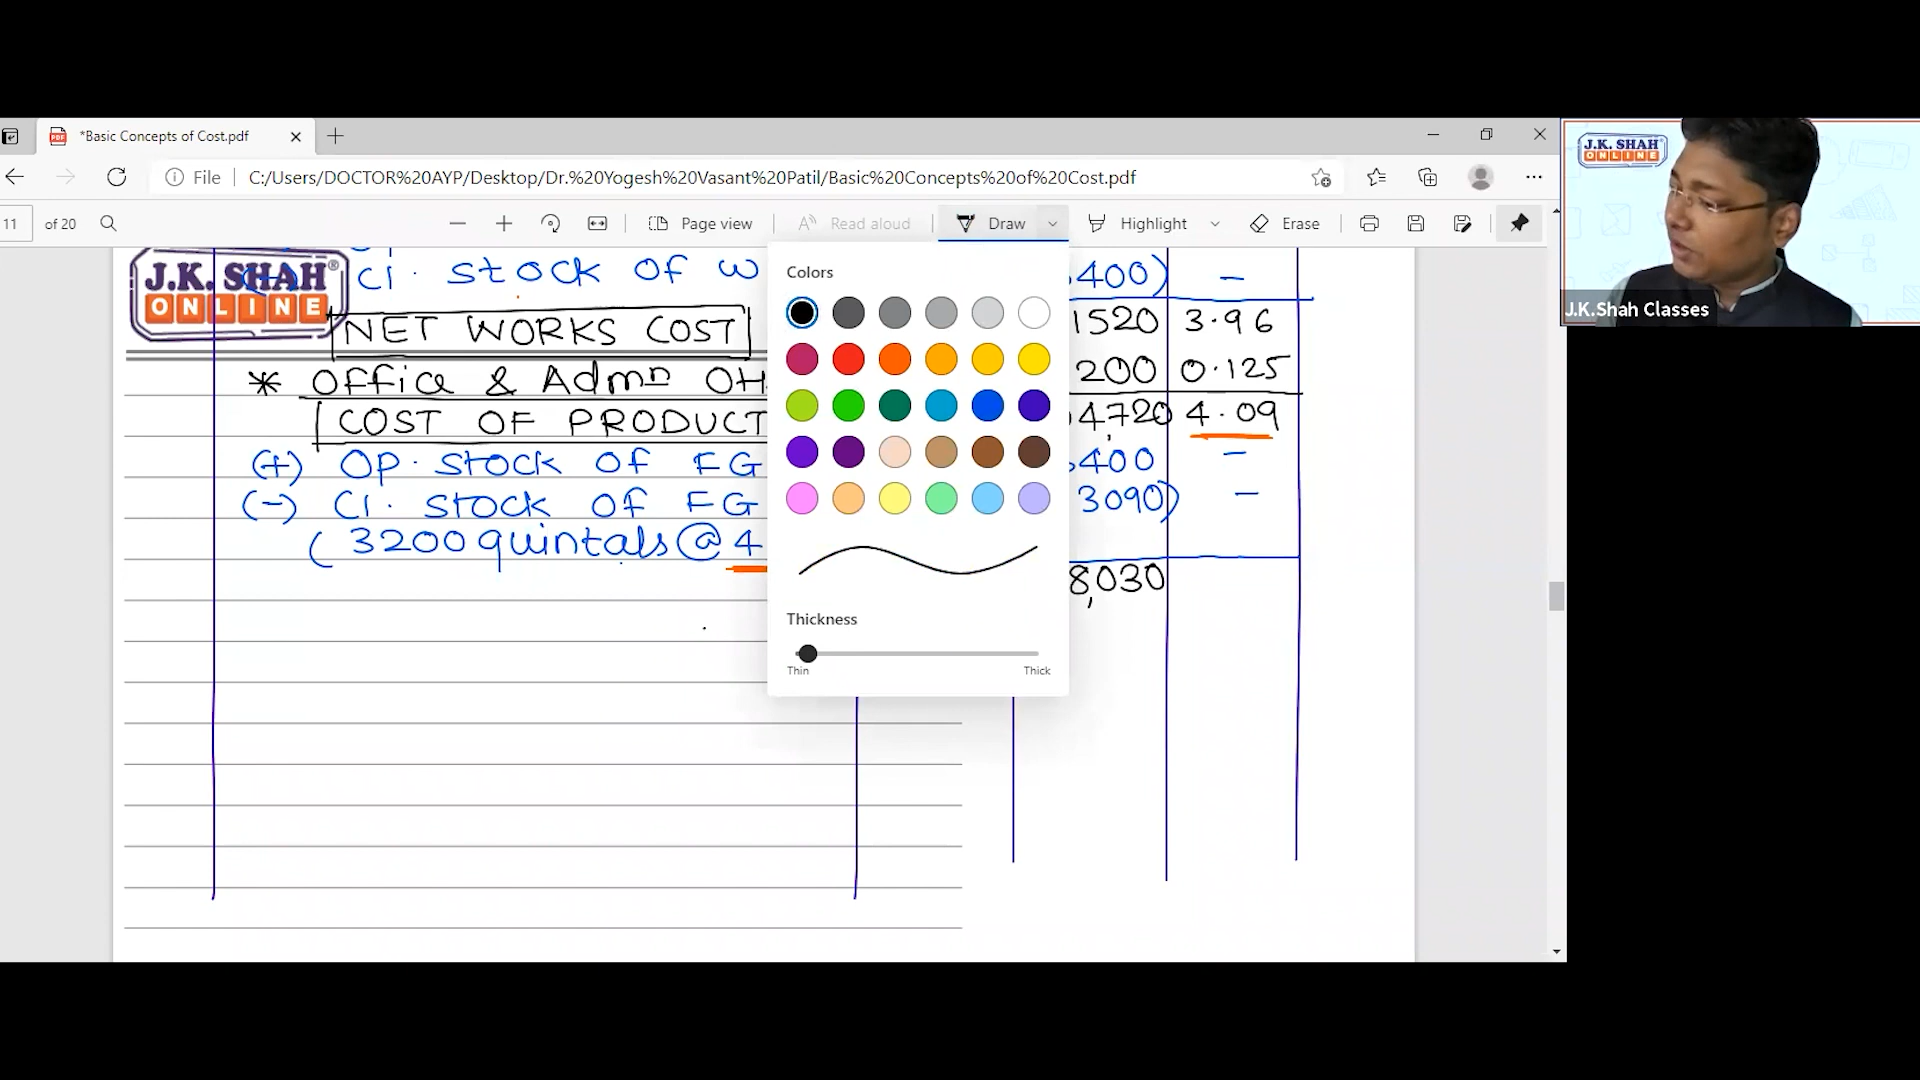 *Basic Concepts of Cost.pdf
File C:/Users/DOCTOR%20AYP/Desktop/Dr.%20Yogesh%20Vasant%20Patil/Basic%20Concepts%20of%20Cost.pdf
11 of 20 Page view Read aloud Draw Highlight Erase
J.K. SHAH®
ONLINE
(-) Cl. stock of W 400) -
NET WORKS COST 1520 3.96
* Office & Admn OH 200 0.125
COST OF PRODUCT 4,720 4.09
(+) OP. stock of FG 400 -
(-) Cl. stock of FG 3090) -
( 3200 quintals @ 4
8,030
Colors
Thickness
Thin Thick
J.K. SHAH
ONLINE
J.K.Shah Classes